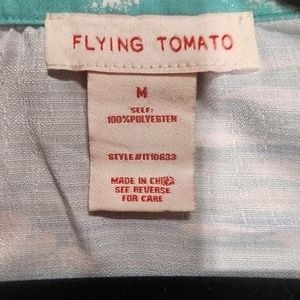 FLYING TOMATO
M
SELF:
100%POLYESTER
STYLE#IT10633
MADE IN CHINA
SEE REVERSE
FOR CARE